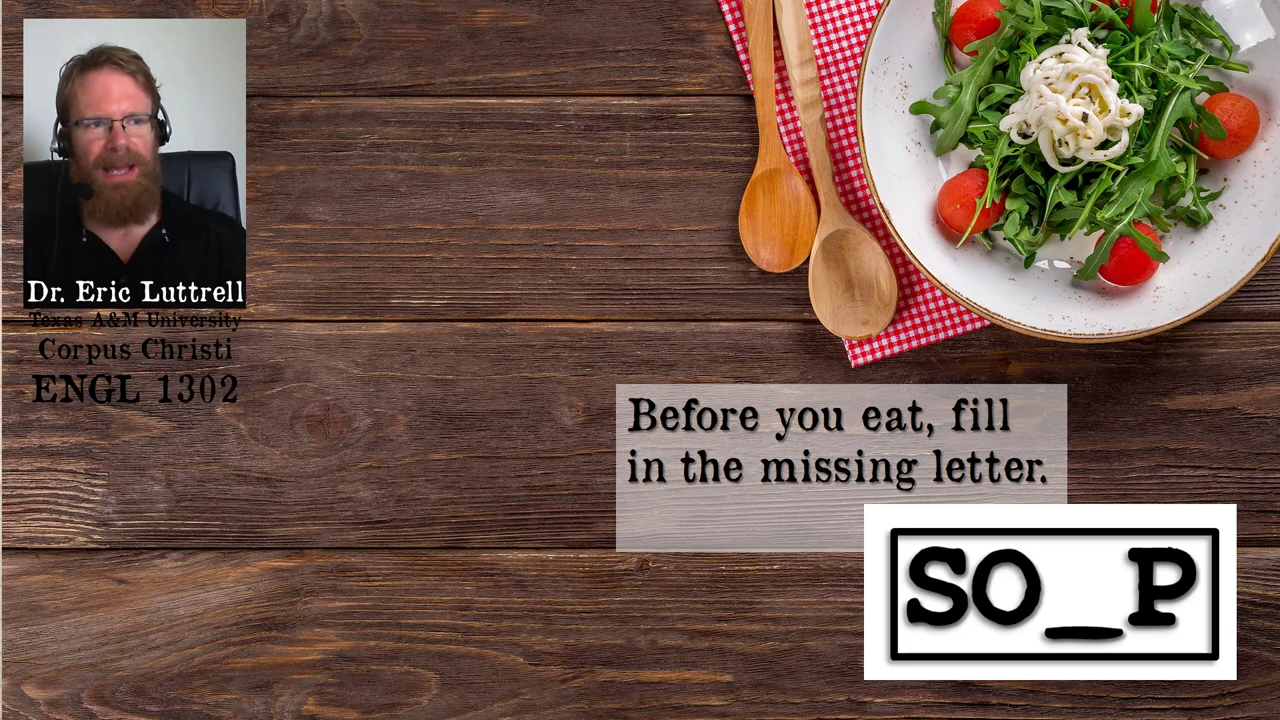 Dr. Eric Luttrell
Texas A&M University
Corpus Christi
ENGL 1302
Before you eat, fill
in the missing letter.
SO_P